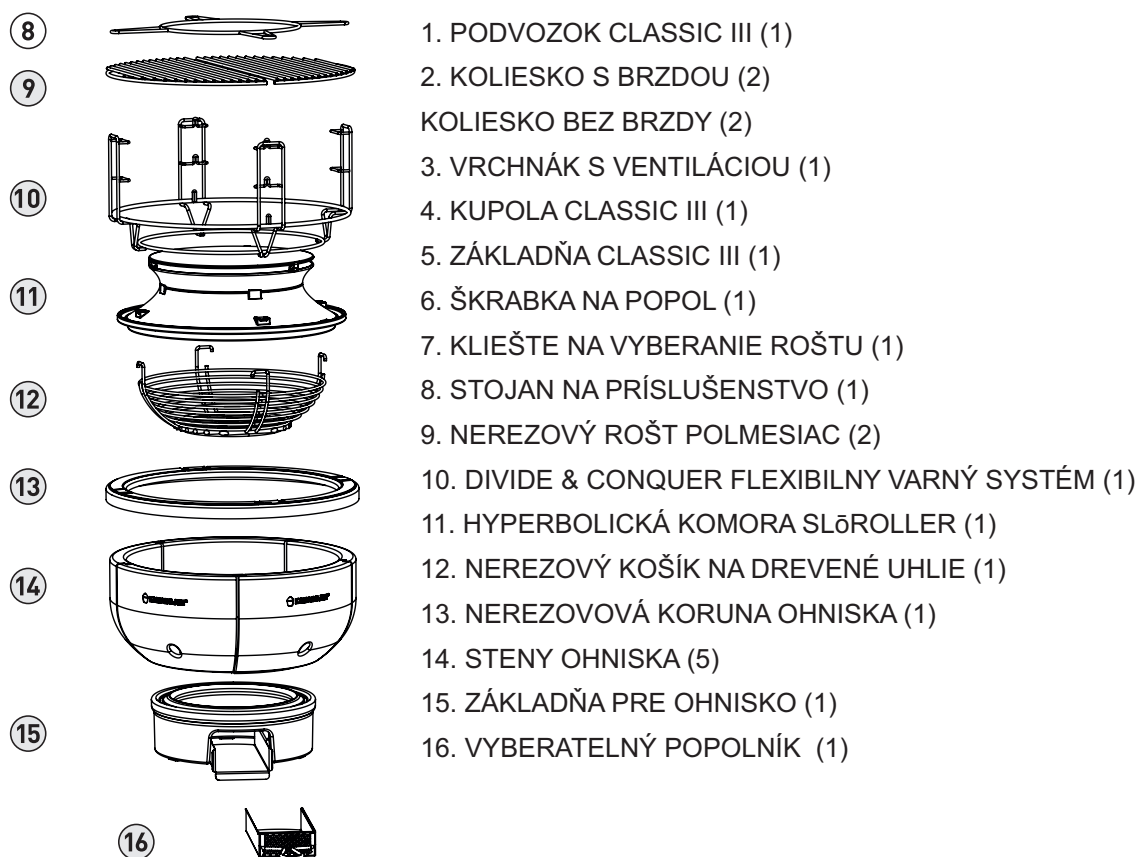 8
9
10
11
12
13
14
15
16
1. PODVOZOK CLASSIC III (1)
2. KOLIESKO S BRZDOU (2)
KOLIESKO BEZ BRZDY (2)
3. VRCHNÁK S VENTILÁCIOU (1)
4. KUPOLA CLASSIC III (1)
5. ZÁKLADŇA CLASSIC III (1)
6. ŠKRABKA NA POPOL (1)
7. KLIEŠTE NA VYBERANIE ROŠTU (1)
8. STOJAN NA PRÍSLUŠENSTVO (1)
9. NEREZOVÝ ROŠT POLMESIAC (2)
10. DIVIDE & CONQUER FLEXIBILNY VARNÝ SYSTÉM (1)
11. HYPERBOLICKÁ KOMORA SLōROLLER (1)
12. NEREZOVÝ KOŠÍK NA DREVENÉ UHLIE (1)
13. NEREZOVOVÁ KORUNA OHNISKA (1)
14. STENY OHNISKA (5)
15. ZÁKLADŇA PRE OHNISKO (1)
16. VYBERATELNÝ POPOLNÍK (1)